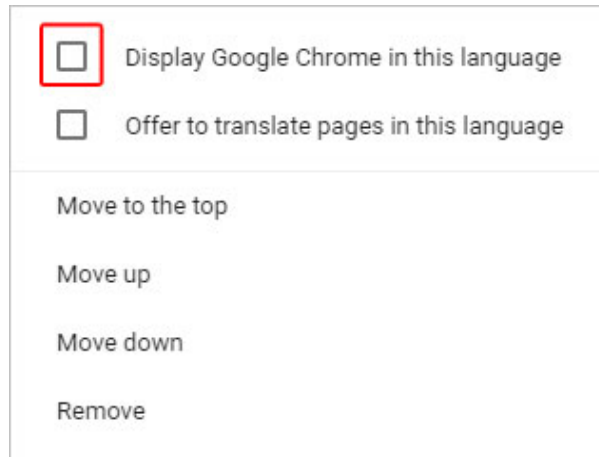 Display Google Chrome in this language
Offer to translate pages in this language
Move to the top
Move up
Move down
Remove